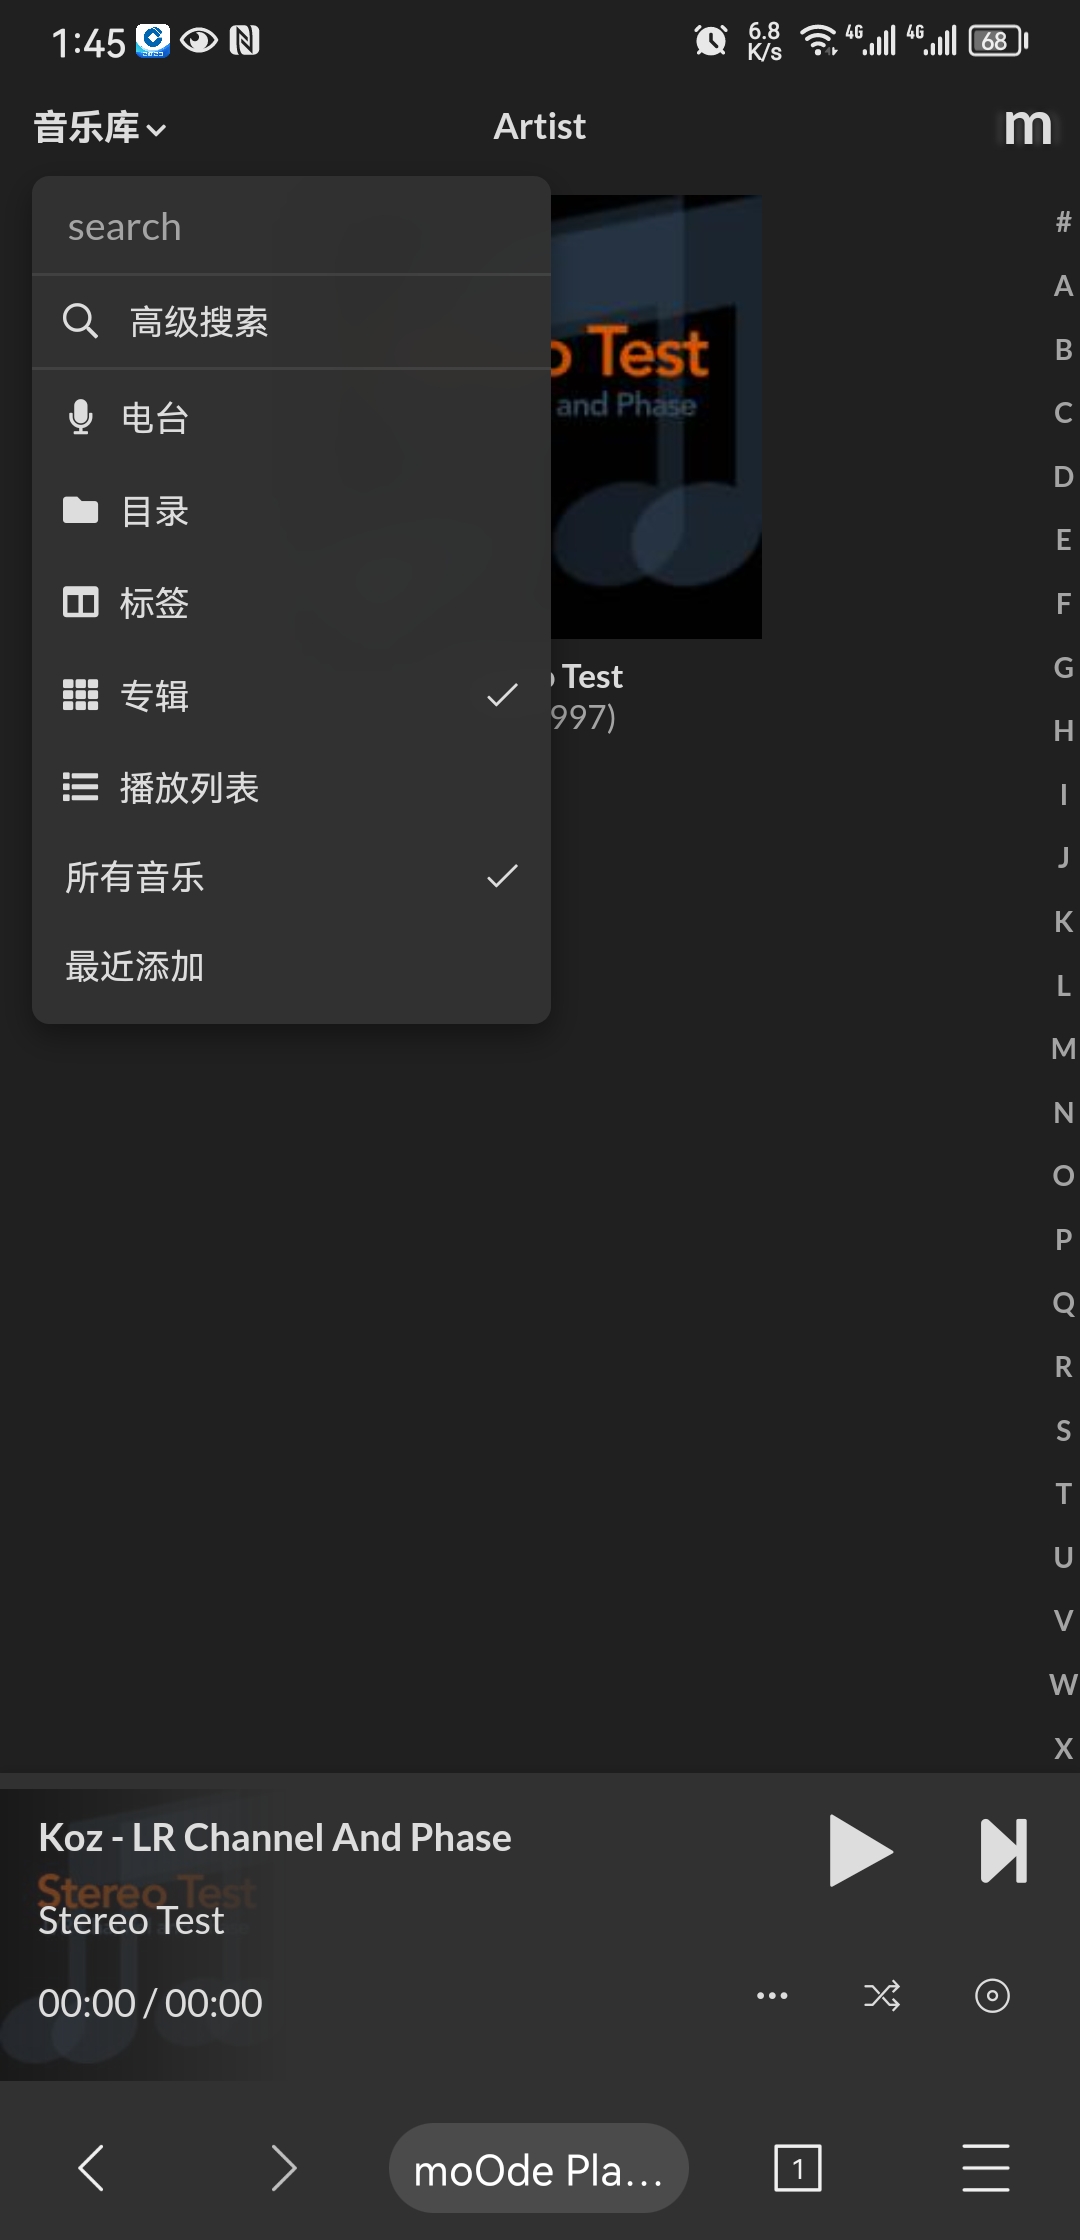 1:45
6.8 K/s
4G
4G
68
音乐库
Artist
m
search
高级搜索
电台
目录
标签
专辑
播放列表
所有音乐
最近添加
o Test
and Phase
o Test
997)
#
A
B
C
D
E
F
G
H
I
J
K
L
M
N
O
P
Q
R
S
T
U
V
W
X
Koz - LR Channel And Phase
Stereo Test
Stereo Test
00:00 / 00:00
moOde Pla...
1